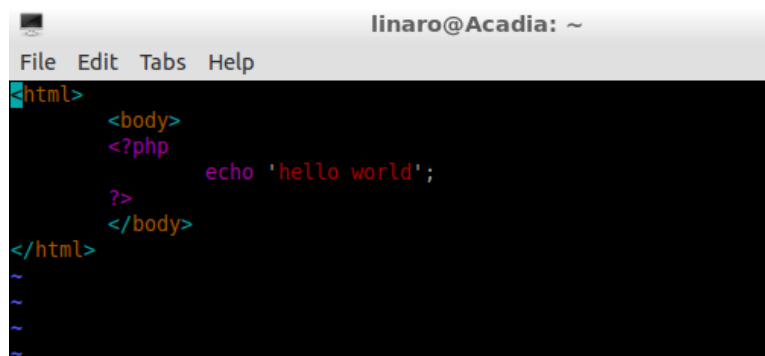 linaro@Acadia: ~
File Edit Tabs Help
<html>
        <body>
        <?php
                echo 'hello world';
        ?>
        </body>
</html>
~
~
~
~